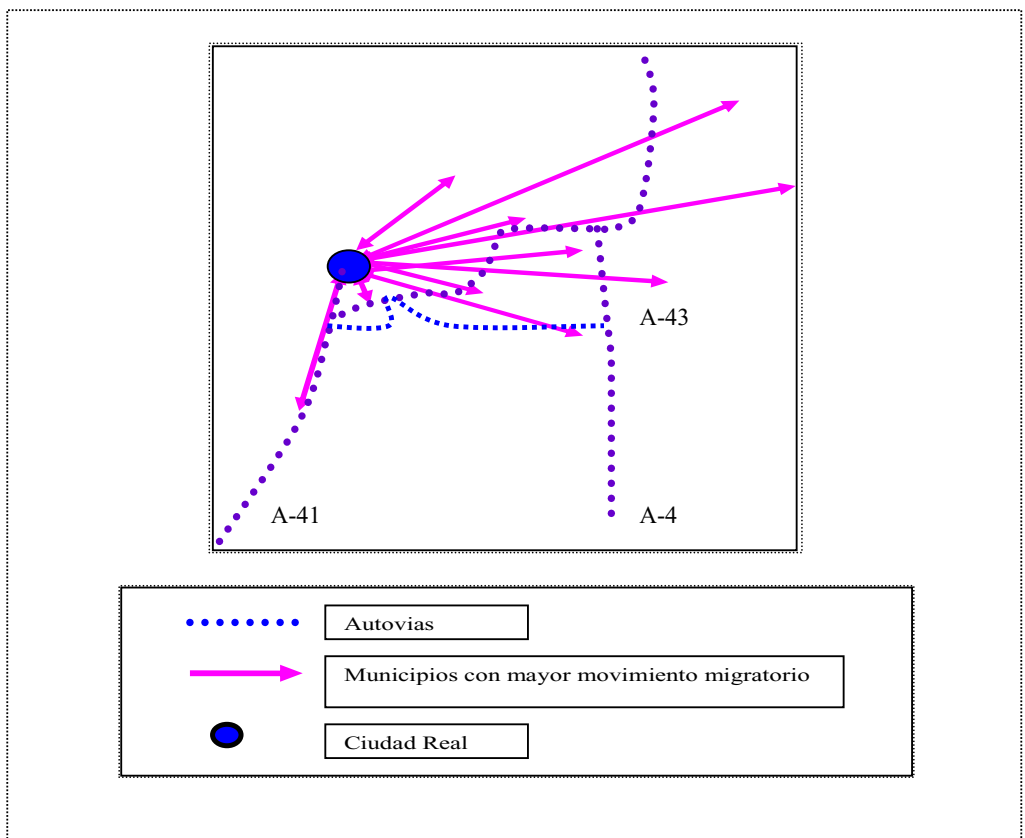 A-43
A-41
A-4
Autovias
Municipios con mayor movimiento migratorio
Ciudad Real